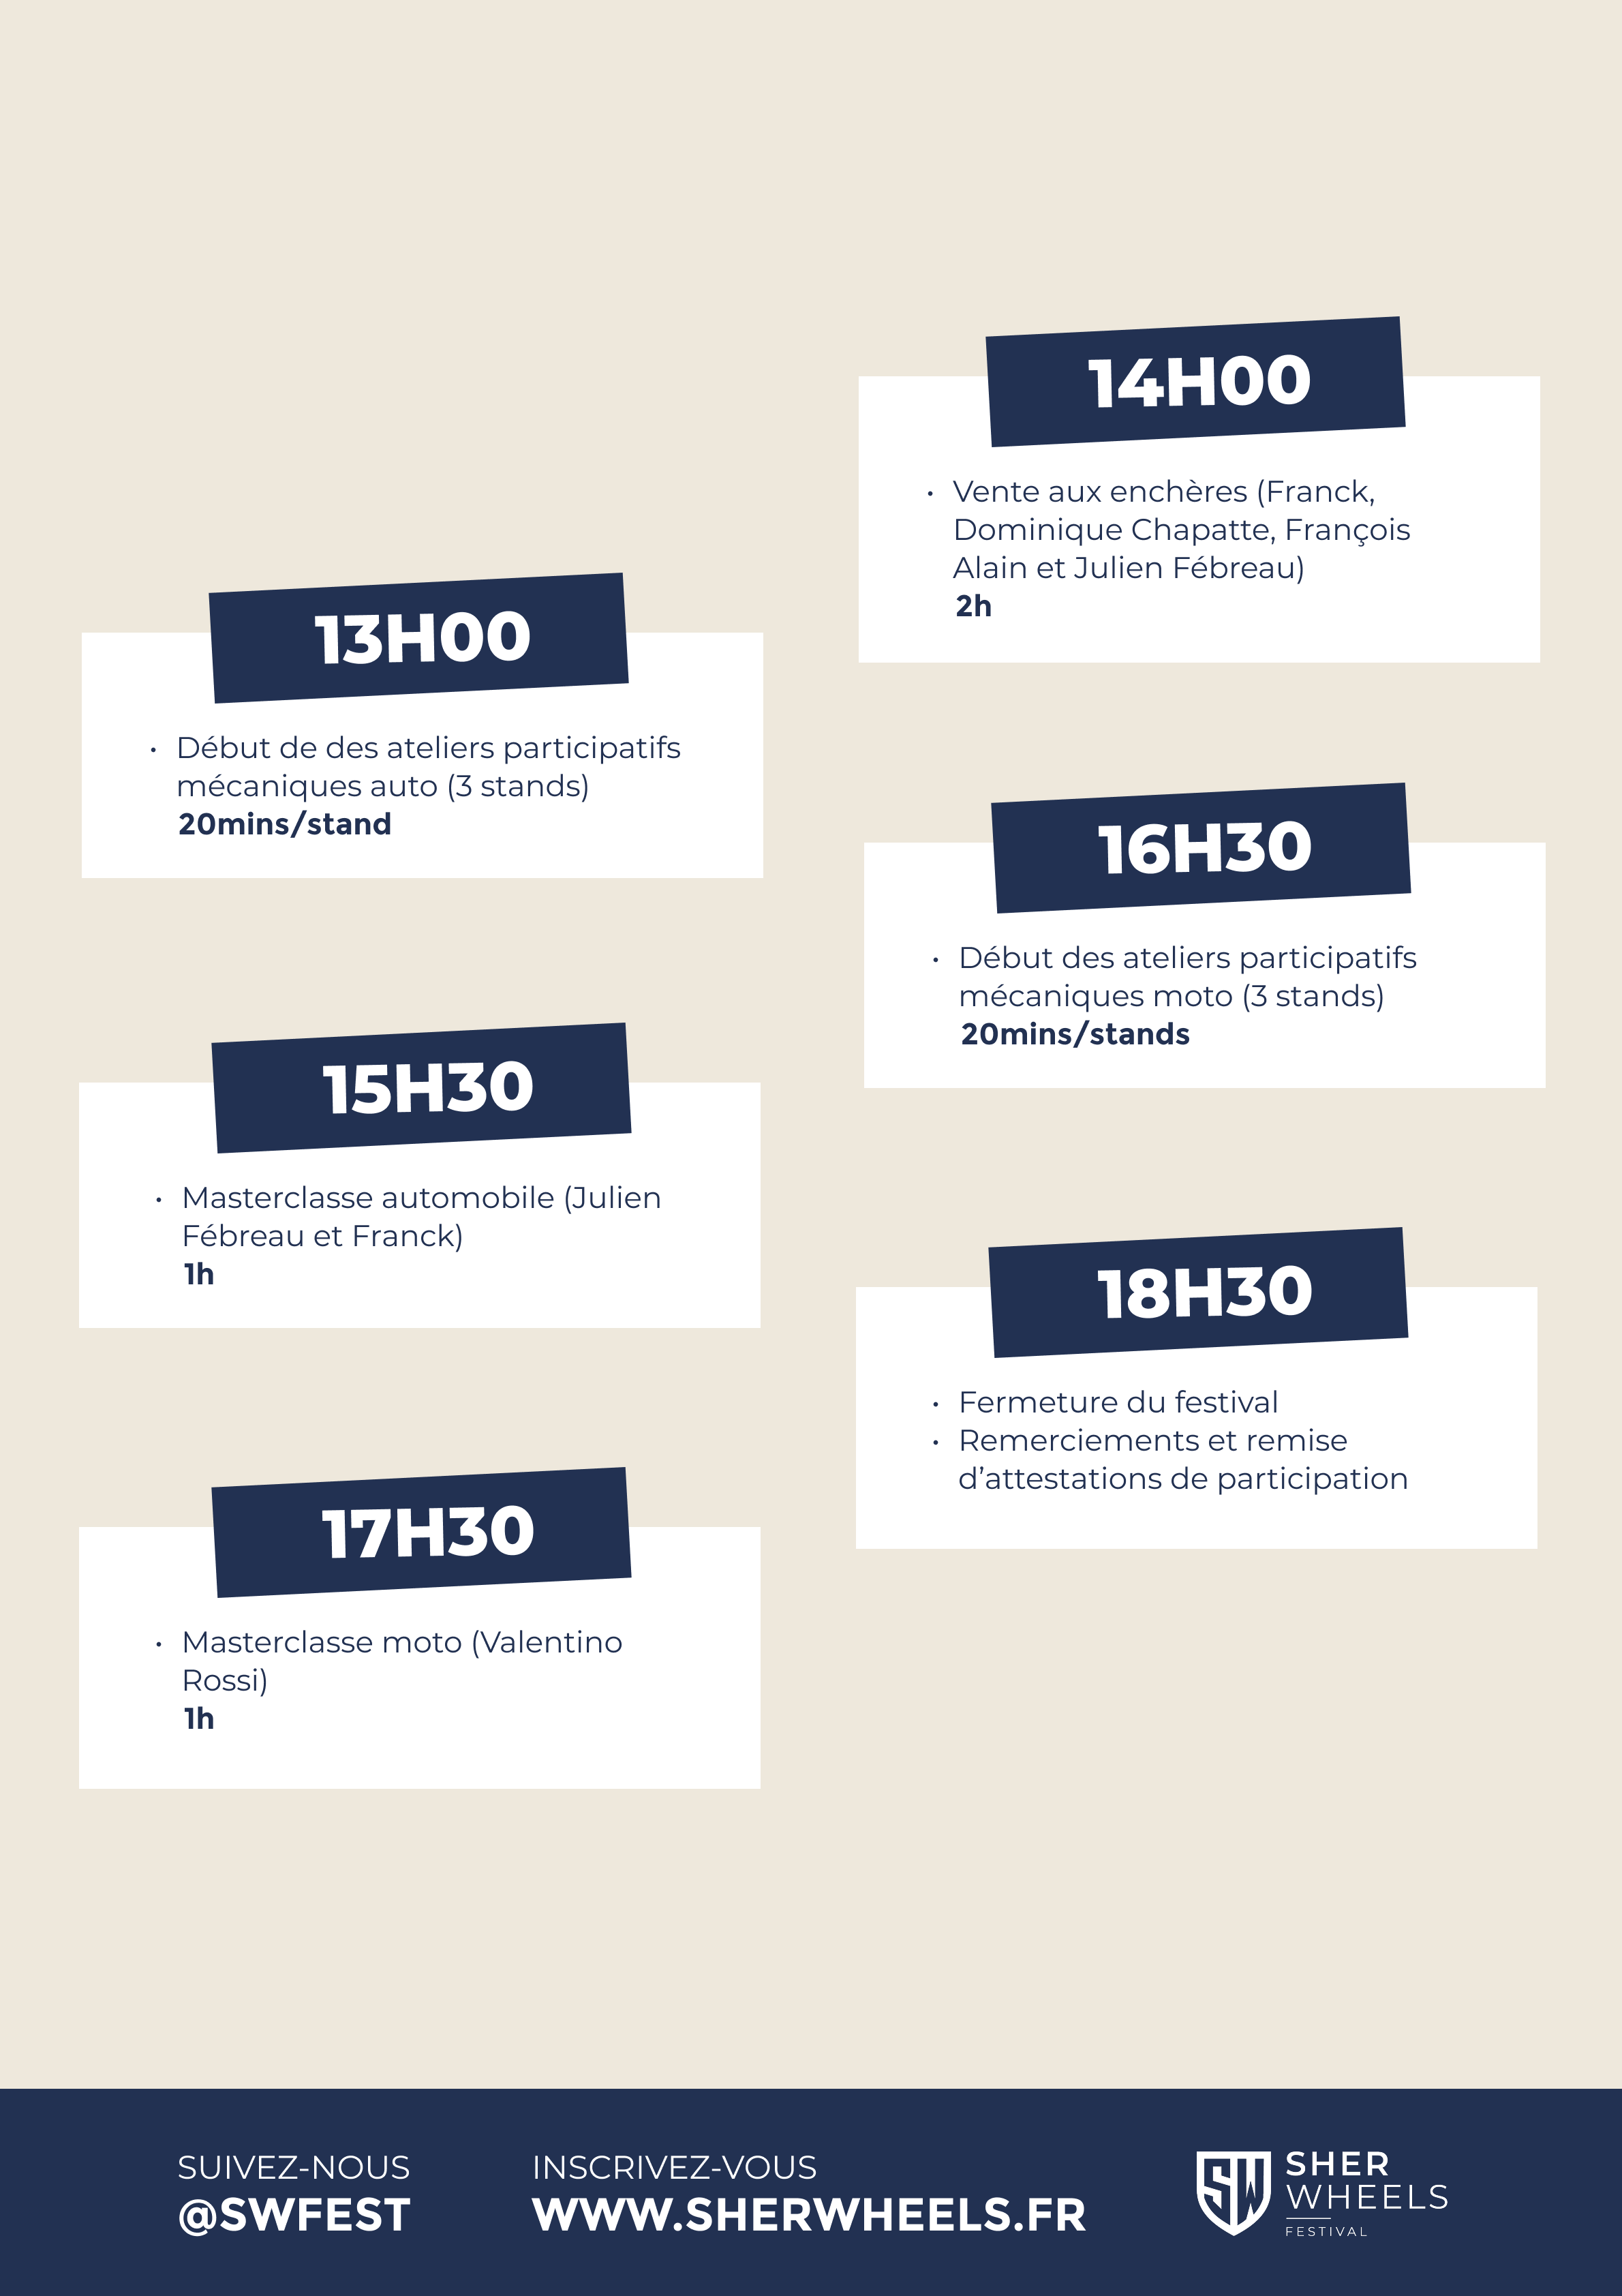 14H00
• Vente aux enchères (Franck,
Dominique Chapatte, François
Alain et Julien Fébreau)
2h
13H00
• Début de des ateliers participatifs
mécaniques auto (3 stands)
20mins/stand
16H30
• Début des ateliers participatifs
mécaniques moto (3 stands)
20mins/stands
15H30
• Masterclasse automobile (Julien
Fébreau et Franck)
1h
18H30
• Fermeture du festival
• Remerciements et remise
d’attestations de participation
17H30
• Masterclasse moto (Valentino
Rossi)
1h
SUIVEZ-NOUS
@SWFEST
INSCRIVEZ-VOUS
WWW.SHERWHEELS.FR
SW
SHER
WHEELS
FESTIVAL